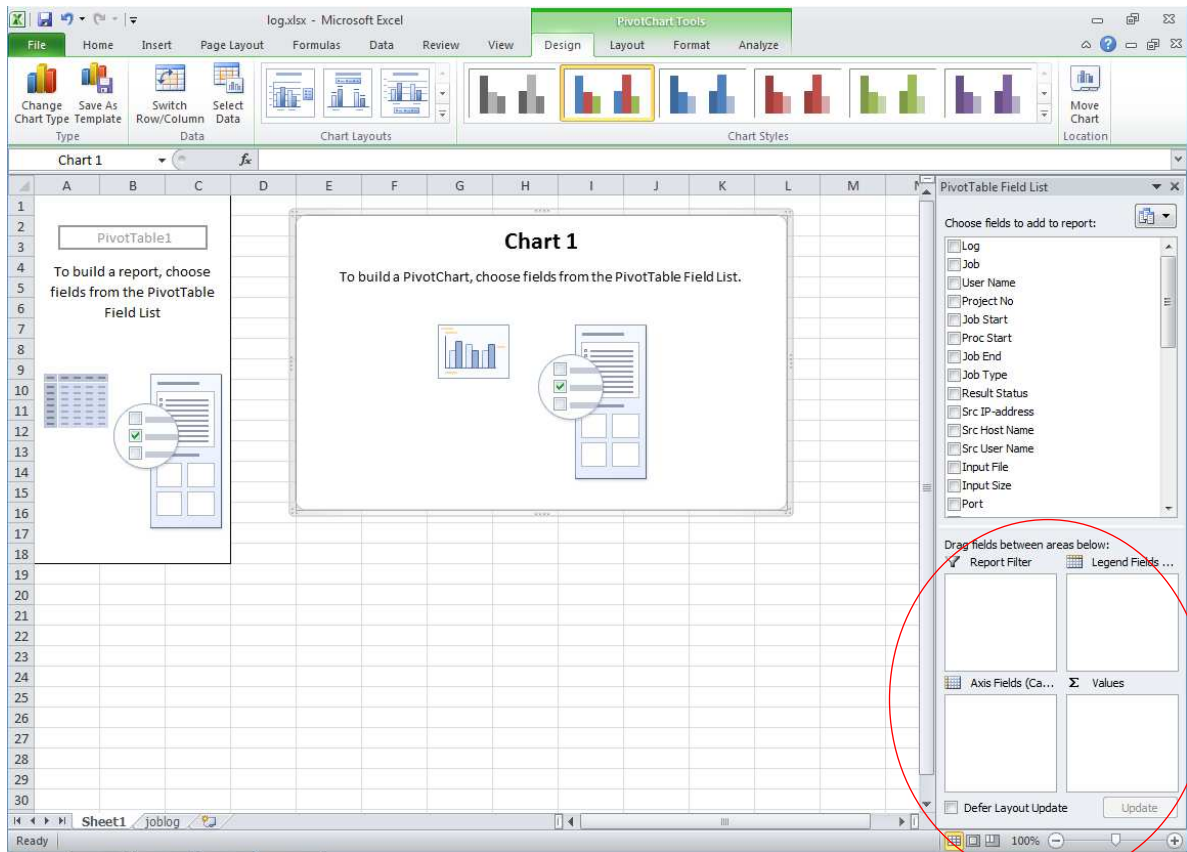 log.xlsx - Microsoft Excel
PivotChart Tools
File Home Insert Page Layout Formulas Data Review View Design Layout Format Analyze
Change Chart Type
Save As Template
Switch Row/Column
Select Data
Move Chart
Type Data Chart Layouts Chart Styles Location
Chart 1 fx
A B C D E F G H I J K L M N
1
2
3
4
5
6
7
8
9
10
11
12
13
14
15
16
17
18
19
20
21
22
23
24
25
26
27
28
29
30
PivotTable1
To build a report, choose
fields from the PivotTable
Field List
Chart 1
To build a PivotChart, choose fields from the PivotTable Field List.
PivotTable Field List
Choose fields to add to report:
Log
Job
User Name
Project No
Job Start
Proc Start
Job End
Job Type
Result Status
Src IP-address
Src Host Name
Src User Name
Input File
Input Size
Port
Drag fields between areas below:
Report Filter Legend Fields ...
Axis Fields (Ca... Σ Values
Defer Layout Update Update
Sheet1 joblog
Ready 100%